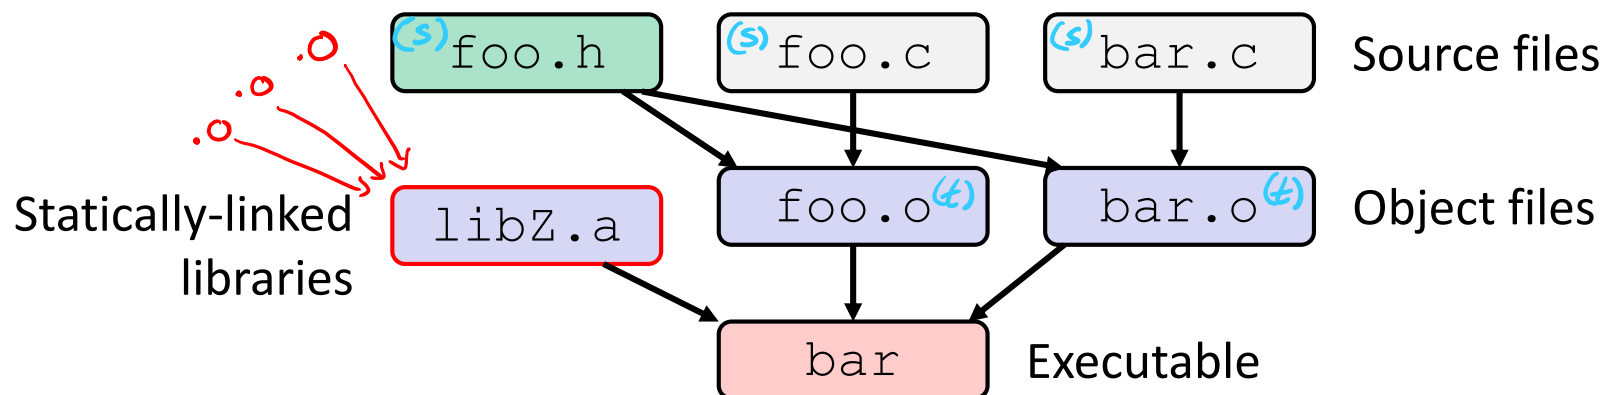 (s) foo.h (s) foo.c (s) bar.c Source files
.o
.o
.o
Statically-linked
libraries
libZ.a foo.o (t) bar.o (t) Object files
bar Executable